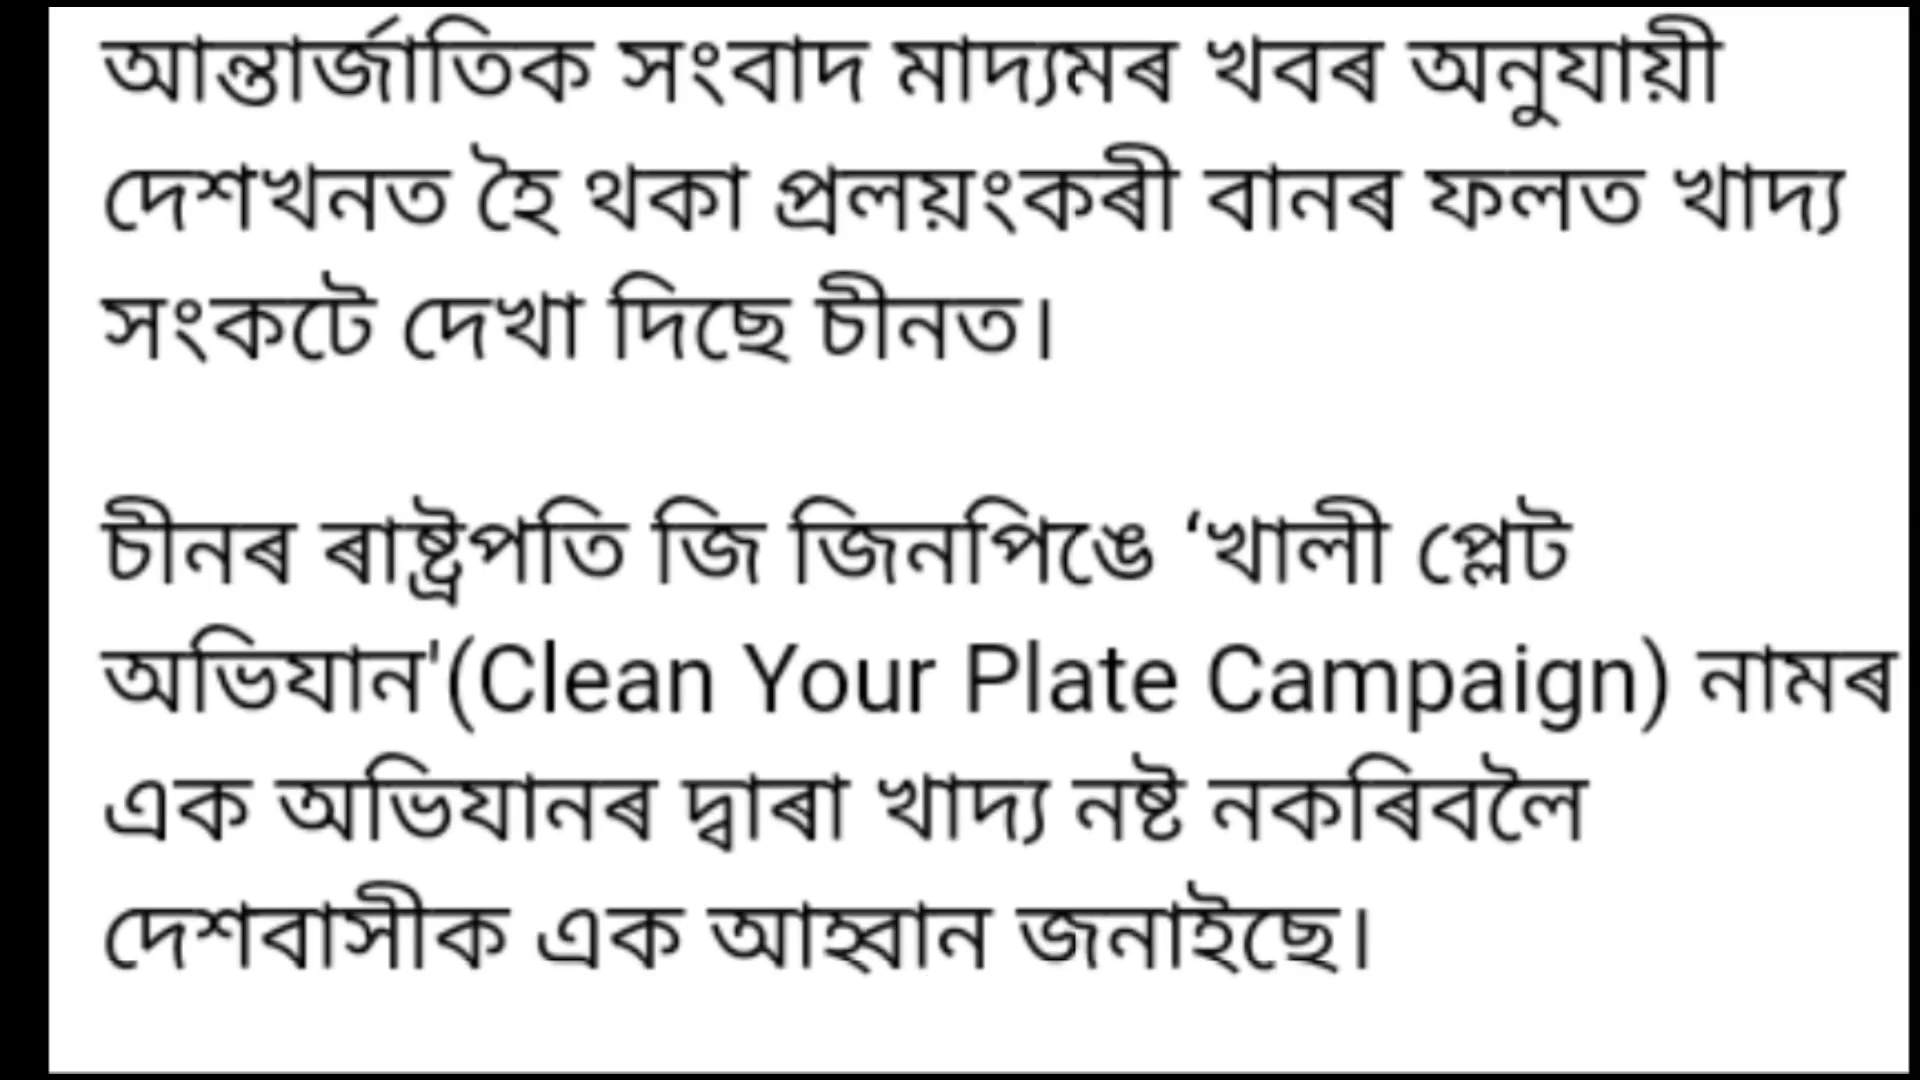 আন্তার্জাতিক সংবাদ মাদ্যমৰ খবৰ অনুযায়ী
দেশখনত হৈ থকা প্ৰলয়ংকৰী বানৰ ফলত খাদ্য
সংকটে দেখা দিছে চীনত।
চীনৰ ৰাষ্ট্ৰপতি জি জিনপিঙে ‘খালী প্লেট
অভিযান'(Clean Your Plate Campaign) নামৰ
এক অভিযানৰ দ্বাৰা খাদ্য নষ্ট নকৰিবলৈ
দেশবাসীক এক আহ্বান জনাইছে।